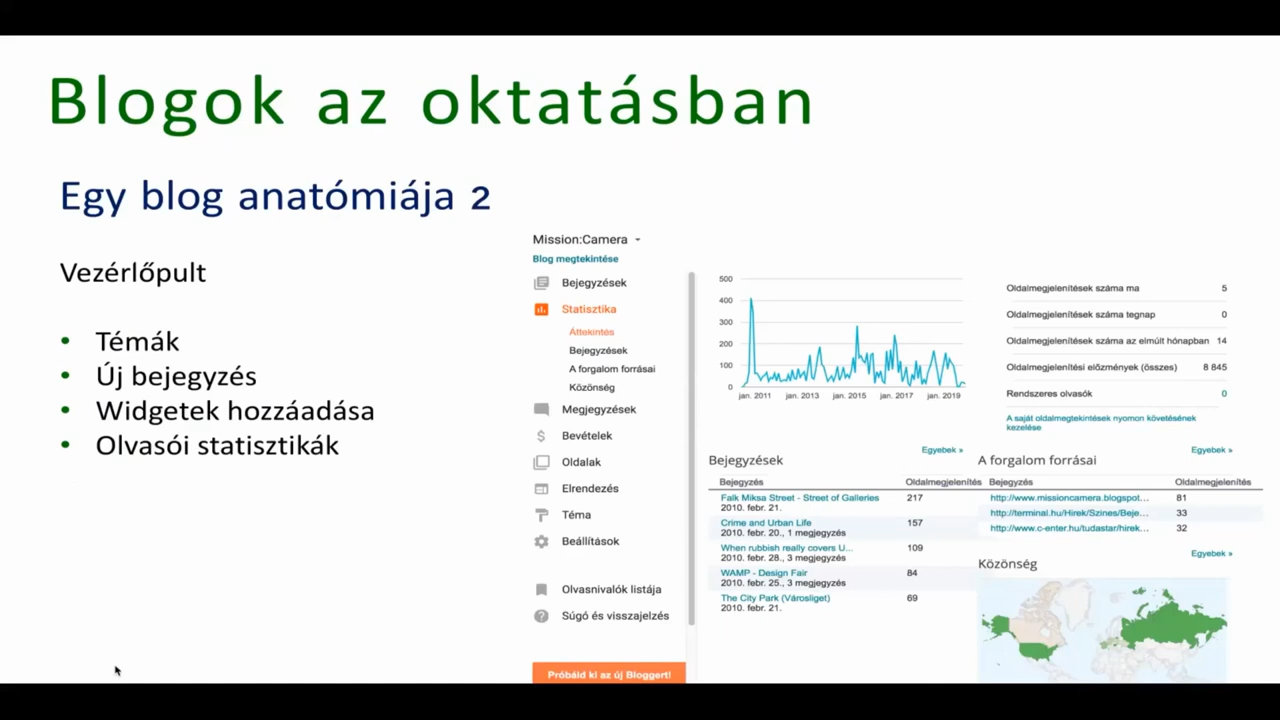 Blogok az oktatásban
Egy blog anatómiája 2
Vezérlőpult
• Témák
• Új bejegyzés
• Widgetek hozzáadása
• Olvasói statisztikák
Mission:Camera
Blog megtekintése
Bejegyzések
Statisztika
Áttekintés
Bejegyzések
A forgalom forrásai
Közönség
Megjegyzések
Bevételek
Oldalak
Elrendezés
Téma
Beállítások
Olvasnivalók listája
Súgó és visszajelzés
Próbáld ki az új Bloggert!
500
400
300
200
100
0
jan. 2011 jan. 2013 jan. 2015 jan. 2017 jan. 2019
Oldalmegjelenítések száma ma 5
Oldalmegjelenítések száma tegnap 0
Oldalmegjelenítések száma az elmúlt hónapban 14
Oldalmegjelenítési előzmények (összes) 8 845
Rendszeres olvasók 0
A saját oldalmegtekintések nyomon követésének
kezelése
Egyebek »
Bejegyzések
Bejegyzés Oldalmegjelenítés
Falk Miksa Street - Street of Galleries 217
2010. febr. 21.
Crime and Urban Life 157
2010. febr. 20., 1 megjegyzés
When rubbish really covers U... 109
2010. febr. 28., 3 megjegyzés
WAMP - Design Fair 84
2010. febr. 25., 3 megjegyzés
The City Park (Városliget) 69
2010. febr. 21.
Egyebek »
A forgalom forrásai
Bejegyzés Oldalmegjelenítés
http://www.missioncamera.blogspot... 81
http://terminal.hu/Hirek/Szines/Beje... 33
http://www.c-enter.hu/tudastar/hirek... 32
Egyebek »
Közönség